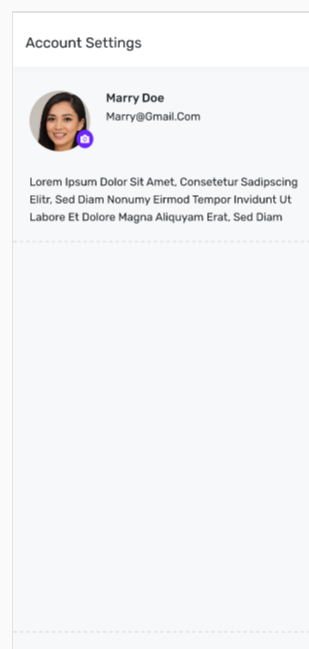 Account Settings
Marry Doe
Marry@Gmail.Com
Lorem Ipsum Dolor Sit Amet, Consetetur Sadipscing
Elitr, Sed Diam Nonumy Eirmod Tempor Invidunt Ut
Labore Et Dolore Magna Aliquyam Erat, Sed Diam